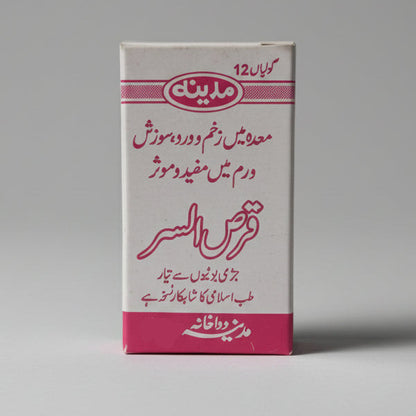 12 گولیاں
مدینہ
معدہ میں زخم و ورد، سوزش
ورم میں مفید و موثر
قرص السر
جڑی بوٹیوں سے تیار
طب اسلامی کا شاہکار نسخہ ہے
مدینہ دواخانہ